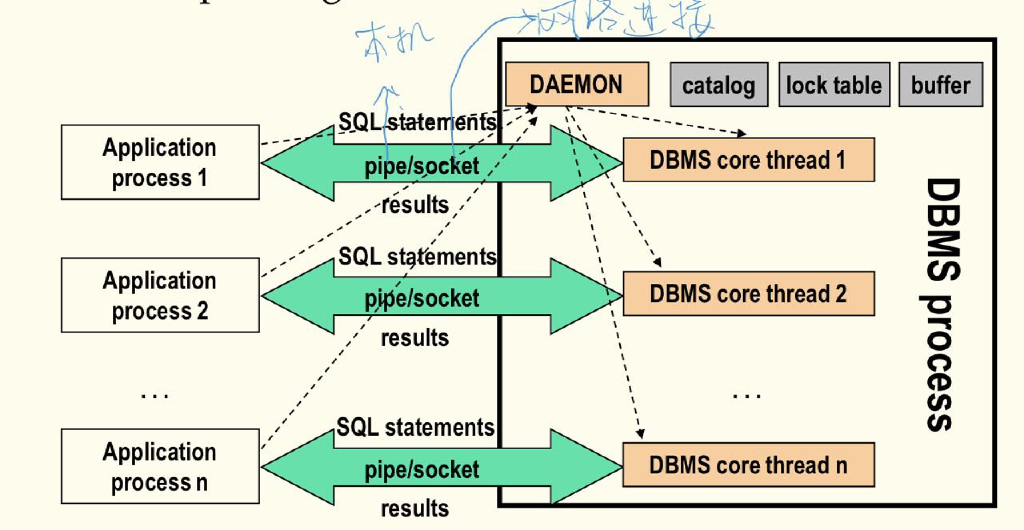 本机
网络连接
DAEMON
catalog
lock table
buffer
SQL statements
Application
process 1
pipe/socket
DBMS core thread 1
results
SQL statements
Application
process 2
pipe/socket
DBMS core thread 2
results
DBMS process
...
...
SQL statements
Application
process n
pipe/socket
DBMS core thread n
results